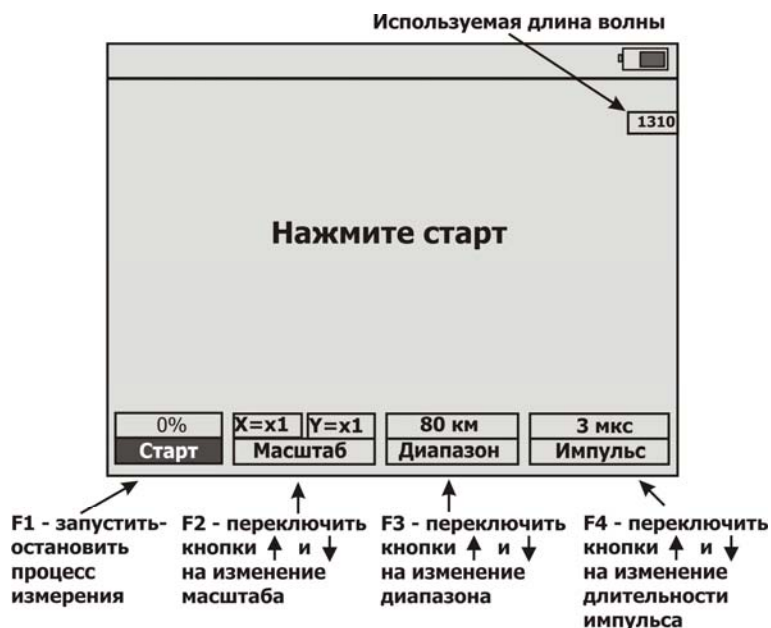 Используемая длина волны
1310
Нажмите старт
0% X=x1 Y=x1 80 км 3 мкс
Старт Масштаб Диапазон Импульс
F1 - запустить-
остановить
процесс
измерения
F2 - переключить
кнопки ↑ и ↓
на изменение
масштаба
F3 - переключить
кнопки ↑ и ↓
на изменение
диапазона
F4 - переключить
кнопки ↑ и ↓
на изменение
длительности
импульса